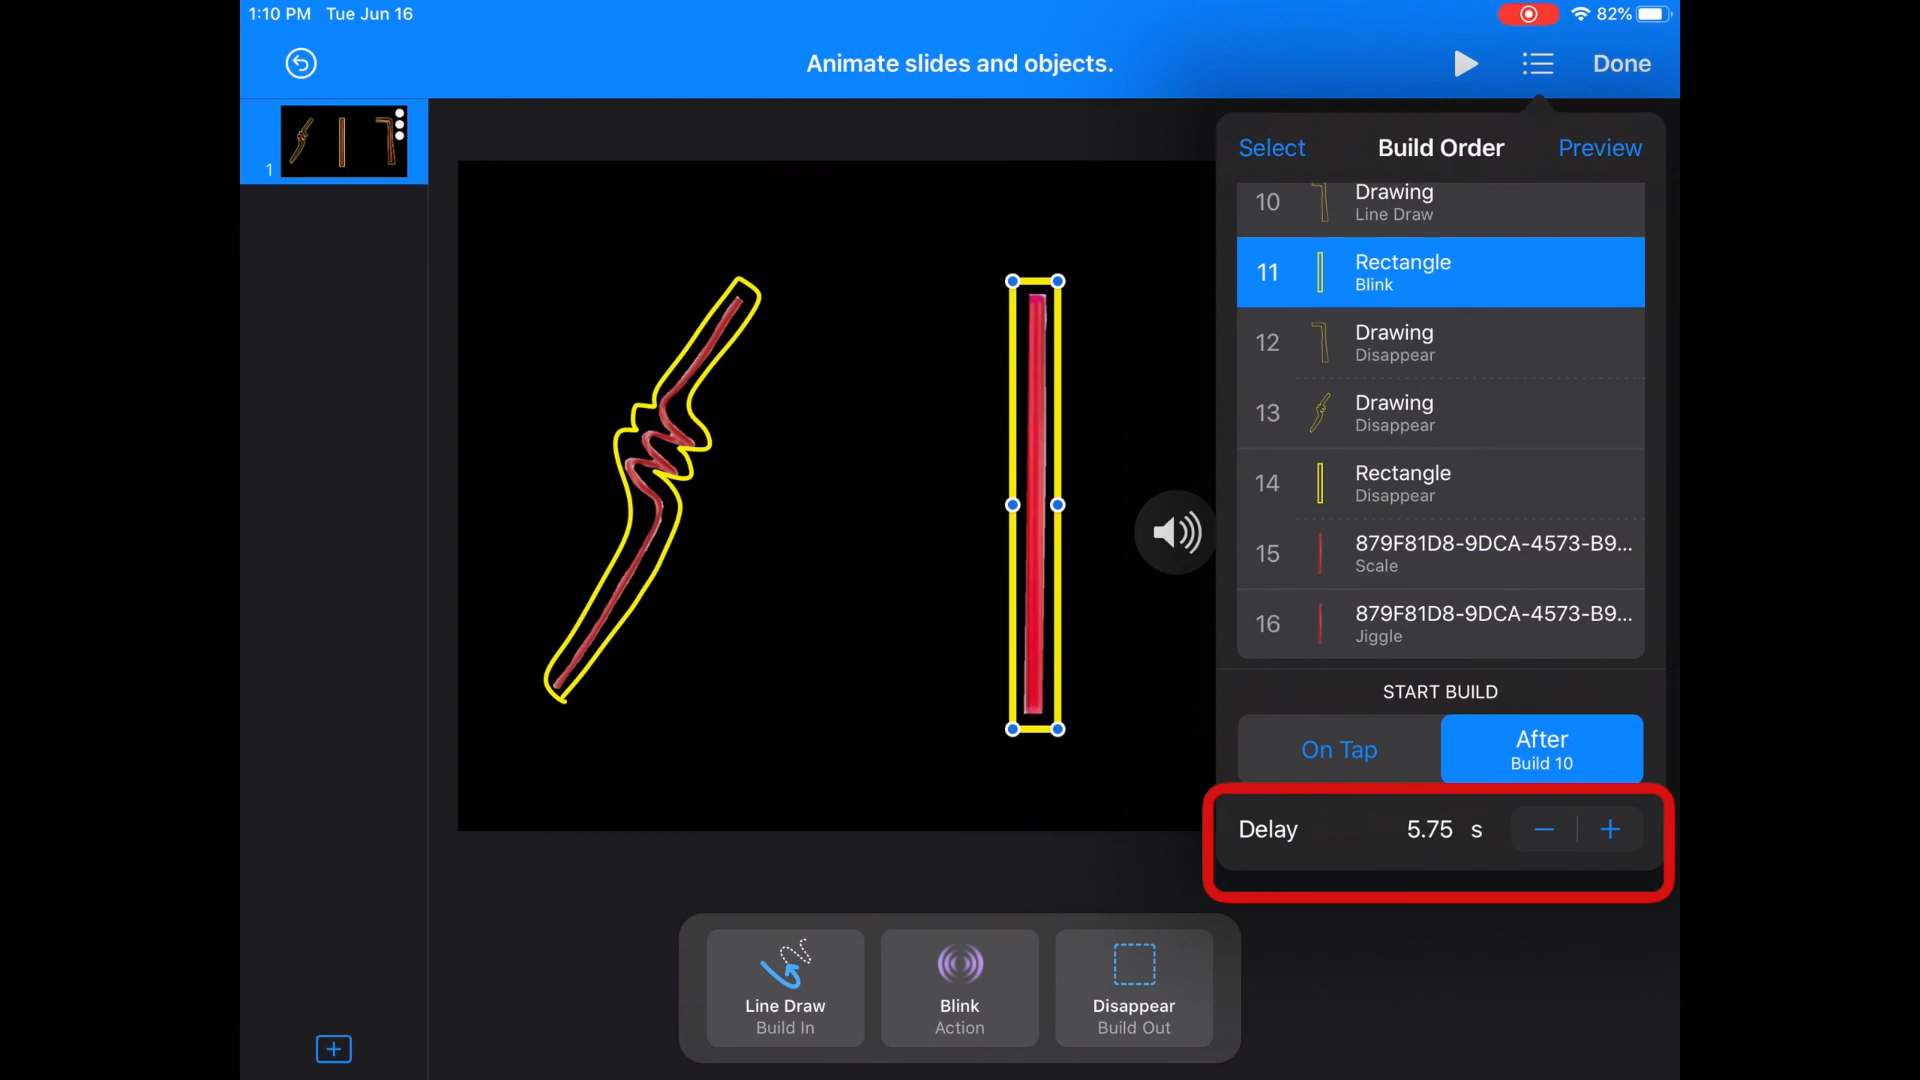 1:10 PM Tue Jun 16
82%
Animate slides and objects.
Done
1
Select
Build Order
Preview
10
Drawing
Line Draw
11
Rectangle
Blink
12
Drawing
Disappear
13
Drawing
Disappear
14
Rectangle
Disappear
15
879F81D8-9DCA-4573-B9...
Scale
16
879F81D8-9DCA-4573-B9...
Jiggle
START BUILD
On Tap
After
Build 10
Delay 5.75 s
Line Draw
Build In
Blink
Action
Disappear
Build Out